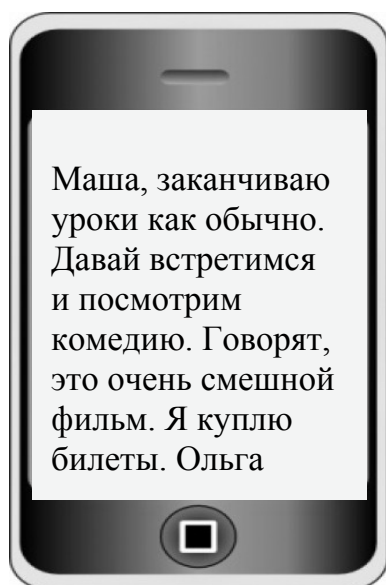 Маша, заканчиваю
уроки как обычно.
Давай встретимся
и посмотрим
комедию. Говорят,
это очень смешной
фильм. Я куплю
билеты. Ольга